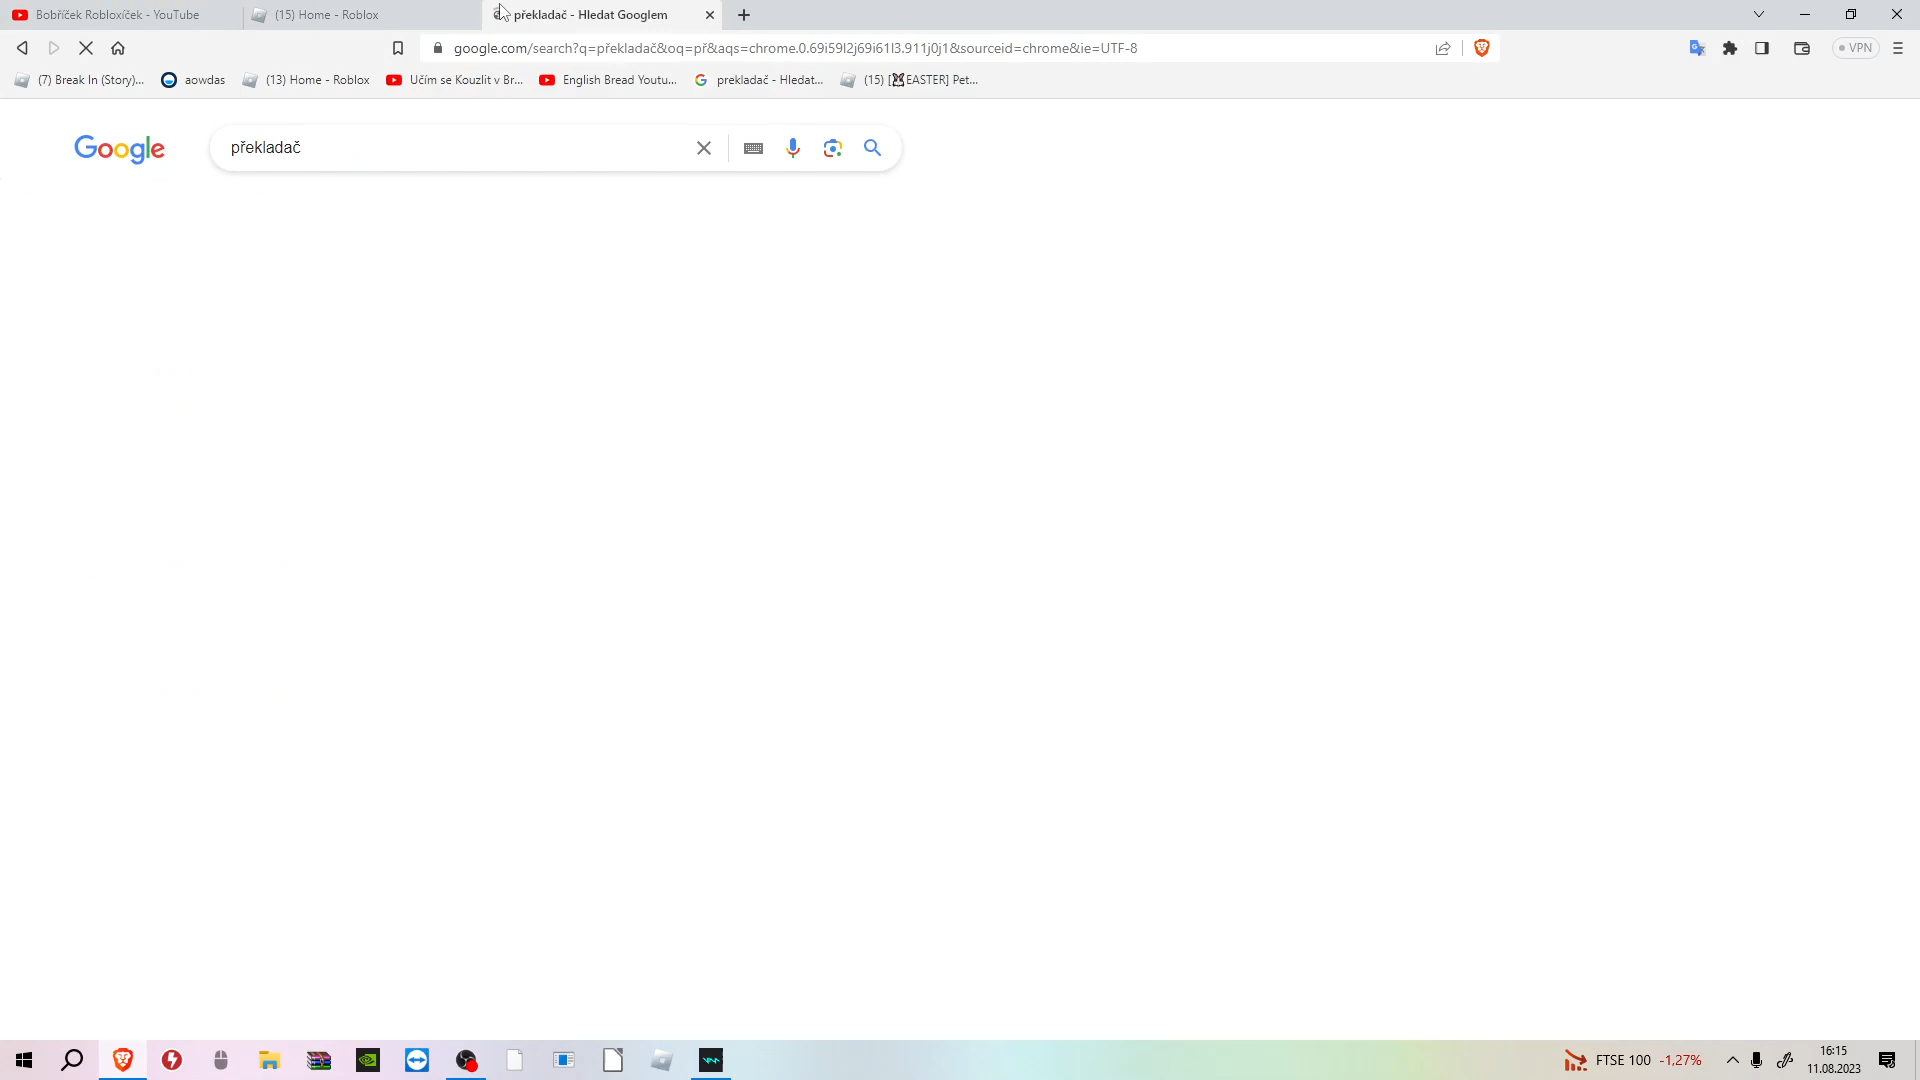 Bobříček Robloxíček - YouTube
(15) Home - Roblox
překladač - Hledat Googlem
google.com/search?q=překladač&oq=př&aqs=chrome.0.69i59l2j69i61l3.911j0j1&sourceid=chrome&ie=UTF-8
VPN
(7) Break In (Story)...
aowdas
(13) Home - Roblox
Učím se Kouzlit v Br...
English Bread Youtu...
prekladač - Hledat...
(15) [🐰EASTER] Pet...
Google
překladač
FTSE 100 -1,27%
16:15
11.08.2023